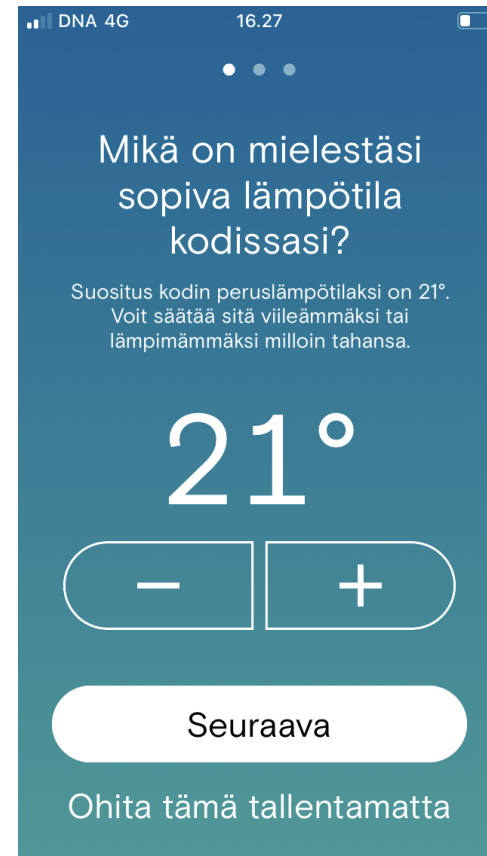 DNA 4G 16.27
Mikä on mielestäsi
sopiva lämpötila
kodissasi?
Suositus kodin peruslämpötilaksi on 21°.
Voit säätää sitä viileämmäksi tai
lämpimämmäksi milloin tahansa.
21°
− +
Seuraava
Ohita tämä tallentamatta